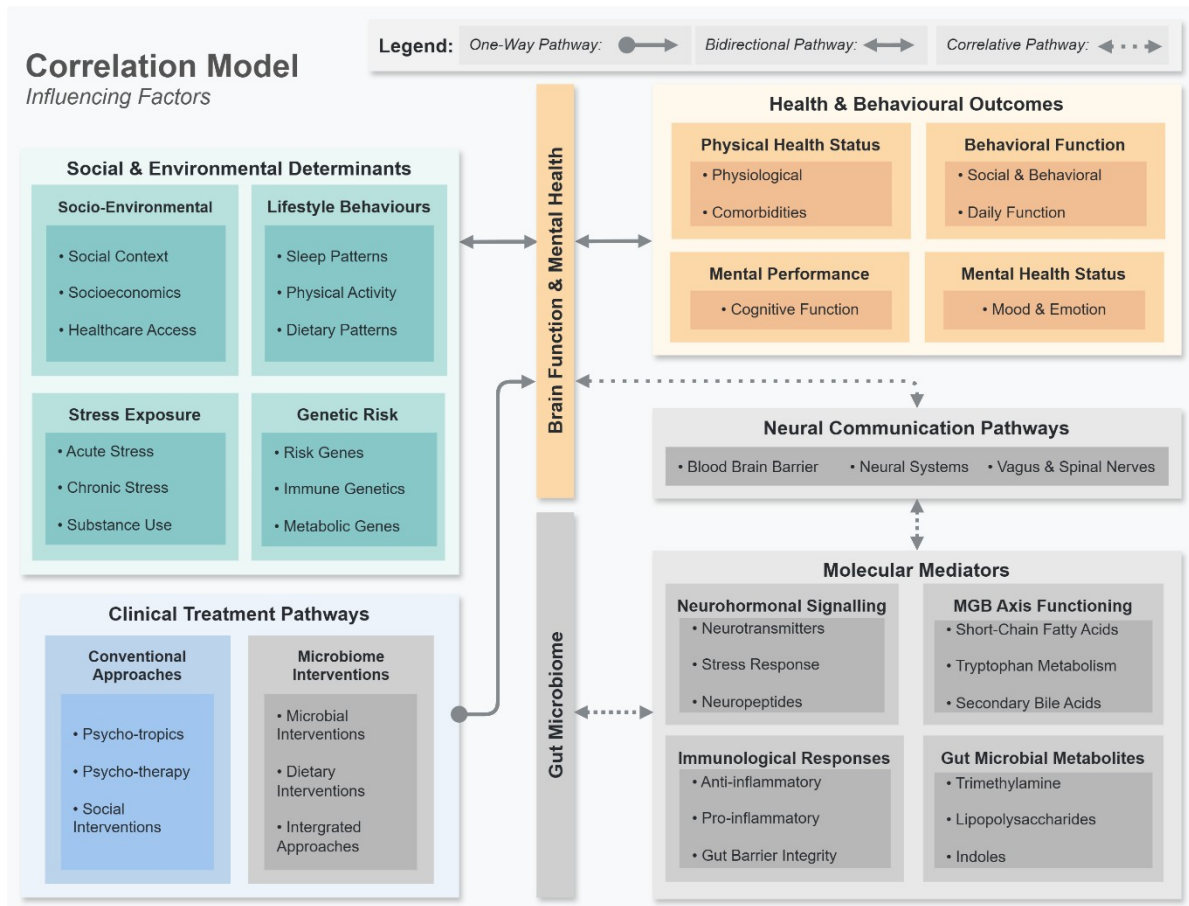 Legend: One-Way Pathway: Bidirectional Pathway: Correlative Pathway:
Correlation Model
Influencing Factors
Social & Environmental Determinants
Socio-Environmental
• Social Context
• Socioeconomics
• Healthcare Access
Lifestyle Behaviours
• Sleep Patterns
• Physical Activity
• Dietary Patterns
Stress Exposure
• Acute Stress
• Chronic Stress
• Substance Use
Genetic Risk
• Risk Genes
• Immune Genetics
• Metabolic Genes
Clinical Treatment Pathways
Conventional
Approaches
• Psycho-tropics
• Psycho-therapy
• Social
Interventions
Microbiome
Interventions
• Microbial
Interventions
• Dietary
Interventions
• Intergrated
Approaches
Brain Function & Mental Health
Gut Microbiome
Health & Behavioural Outcomes
Physical Health Status
• Physiological
• Comorbidities
Behavioral Function
• Social & Behavioral
• Daily Function
Mental Performance
• Cognitive Function
Mental Health Status
• Mood & Emotion
Neural Communication Pathways
• Blood Brain Barrier • Neural Systems • Vagus & Spinal Nerves
Molecular Mediators
Neurohormonal Signalling
• Neurotransmitters
• Stress Response
• Neuropeptides
MGB Axis Functioning
• Short-Chain Fatty Acids
• Tryptophan Metabolism
• Secondary Bile Acids
Immunological Responses
• Anti-inflammatory
• Pro-inflammatory
• Gut Barrier Integrity
Gut Microbial Metabolites
• Trimethylamine
• Lipopolysaccharides
• Indoles